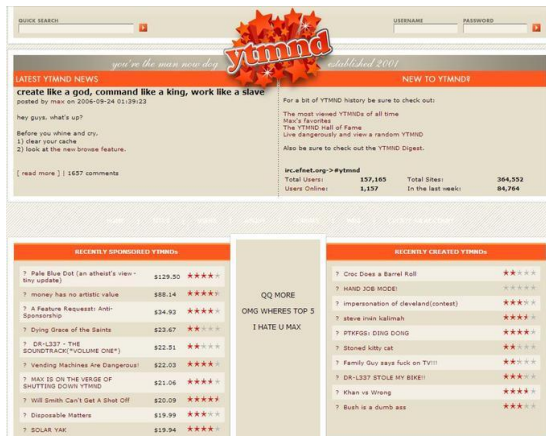 QUICK SEARCH
USERNAME
PASSWORD
ytmnd
you're the man now dog
established 2001
LATEST YTMND NEWS
create like a god, command like a king, work like a slave
posted by max on 2006-09-24 01:39:23
hey guys, what's up?
Before you whine and cry,
1) clear your cache
2) look at the new browse feature.
[ read more ] | 1657 comments
NEW TO YTMND?
For a bit of YTMND history be sure to check out:
The most viewed YTMNDs of all time
Max's favorites
The YTMND Hall of Fame
Live dangerously and view a random YTMND
Also be sure to check out the YTMND Digest.
irc.efnet.org->#ytmnd
Total Users: 157,165 Total Sites: 364,552
Users Online: 1,157 In the last week: 84,764
RECENTLY SPONSORED YTMNDs
? Pale Blue Dot (an atheist's view - $129.50
tiny update)
? money has no artistic value $88.14
? A Feature Requesst: Anti- $34.93
Sponsorship
? Dying Grace of the Saints $23.67
? DR-L337 - THE $22.51
SOUNDTRACK(*VOLUME ONE*)
? Vending Machines Are Dangerous! $22.03
? MAX IS ON THE VERGE OF $21.06
SHUTTING DOWN YTMND
? Will Smith Can't Get A Shot Off $20.09
? Disposable Matters $19.99
? SOLAR YAK $19.94
QQ MORE
OMG WHERES TOP 5
I HATE U MAX
RECENTLY CREATED YTMNDs
? Croc Does a Barrel Roll
? HAND JOB MODE!
? impersonation of cleveland(contest)
? steve irwin kalimah
? PTKFGS: DING DONG
? Stoned kitty cat
? Family Guy says fuck on TV!!!
? DR-L337 STOLE MY BIKE!!
? Khan vs Wrong
? Bush is a dumb ass